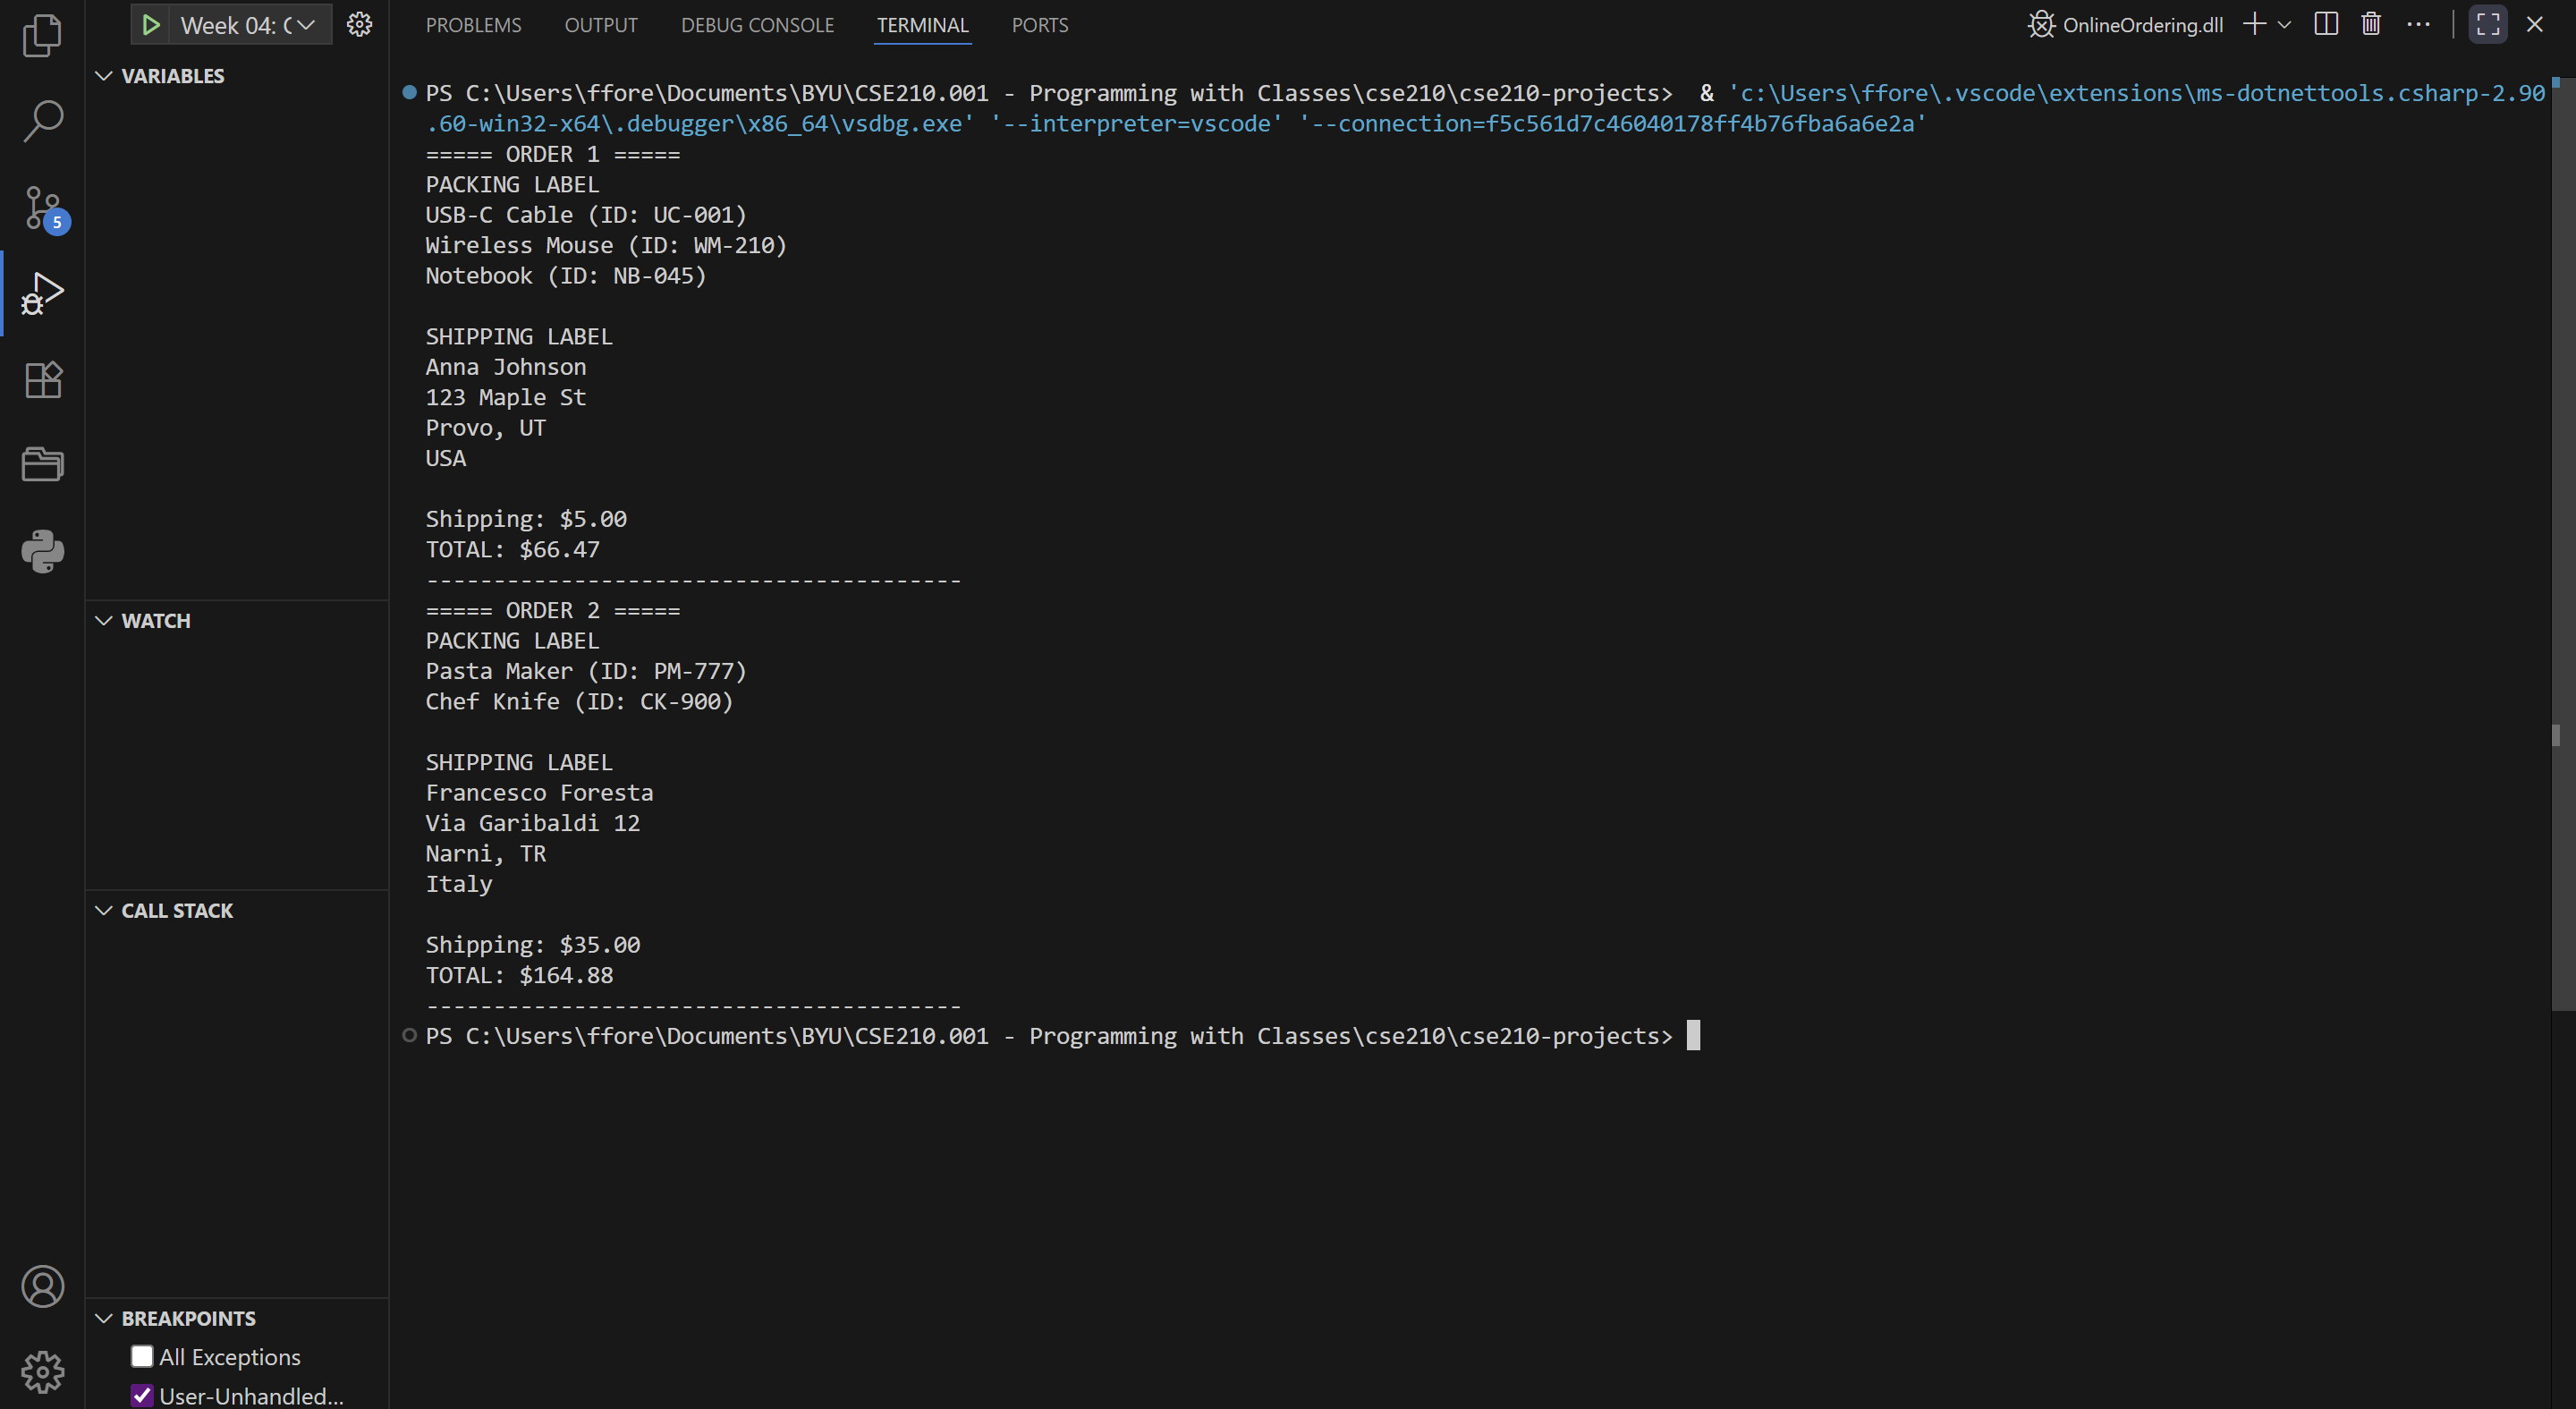 Week 04: C
PROBLEMS OUTPUT DEBUG CONSOLE TERMINAL PORTS
OnlineOrdering.dll
VARIABLES
5
WATCH
CALL STACK
BREAKPOINTS
All Exceptions
User-Unhandled...
PS C:\Users\ffore\Documents\BYU\CSE210.001 - Programming with Classes\cse210\cse210-projects>  & 'c:\Users\ffore\.vscode\extensions\ms-dotnettools.csharp-2.90
.60-win32-x64\.debugger\x86_64\vsdbg.exe' '--interpreter=vscode' '--connection=f5c561d7c46040178ff4b76fba6a6e2a'
===== ORDER 1 =====
PACKING LABEL
USB-C Cable (ID: UC-001)
Wireless Mouse (ID: WM-210)
Notebook (ID: NB-045)
SHIPPING LABEL
Anna Johnson
123 Maple St
Provo, UT
USA
Shipping: $5.00
TOTAL: $66.47
----------------------------------------
===== ORDER 2 =====
PACKING LABEL
Pasta Maker (ID: PM-777)
Chef Knife (ID: CK-900)
SHIPPING LABEL
Francesco Foresta
Via Garibaldi 12
Narni, TR
Italy
Shipping: $35.00
TOTAL: $164.88
----------------------------------------
PS C:\Users\ffore\Documents\BYU\CSE210.001 - Programming with Classes\cse210\cse210-projects>